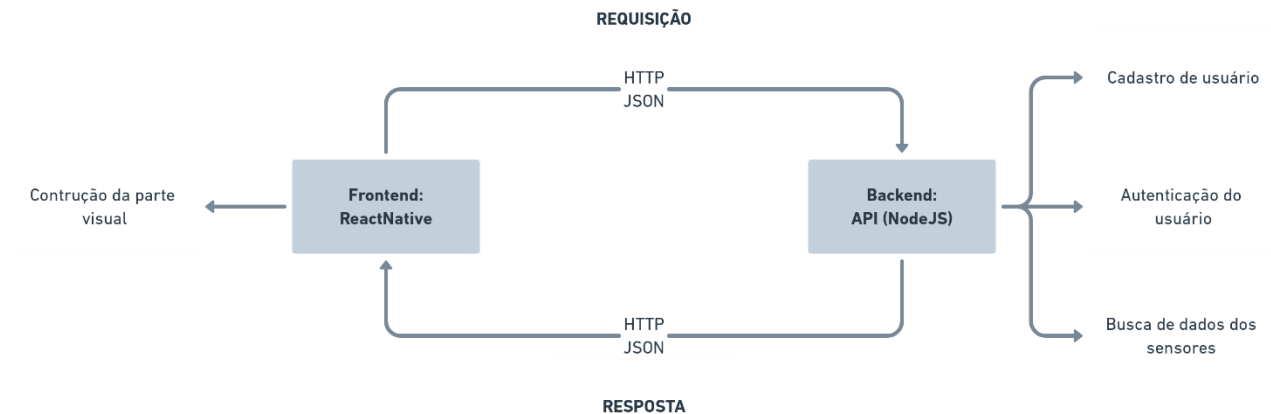 REQUISIÇÃO
HTTP
JSON
Cadastro de usuário
Contrução da parte
visual
Frontend:
ReactNative
Backend:
API (NodeJS)
Autenticação do
usuário
HTTP
JSON
Busca de dados dos
sensores
RESPOSTA